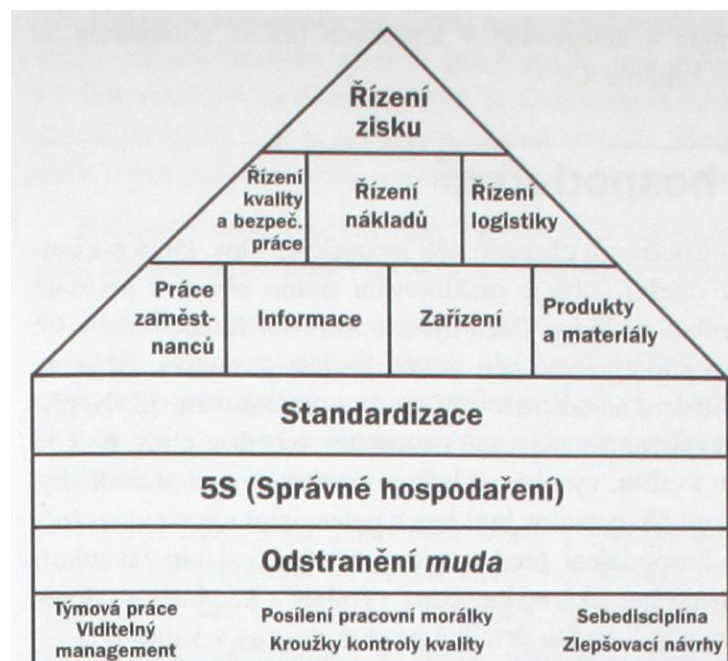 Řízení
zisku
Řízení
kvality
a bezpeč.
práce
Řízení
nákladů
Řízení
logistiky
Práce
zaměst-
nanců
Informace
Zařízení
Produkty
a materiály
Standardizace
5S (Správné hospodaření)
Odstranění muda
Týmová práce
Viditelný
management
Posílení pracovní morálky
Kroužky kontroly kvality
Sebedisciplína
Zlepšovací návrhy